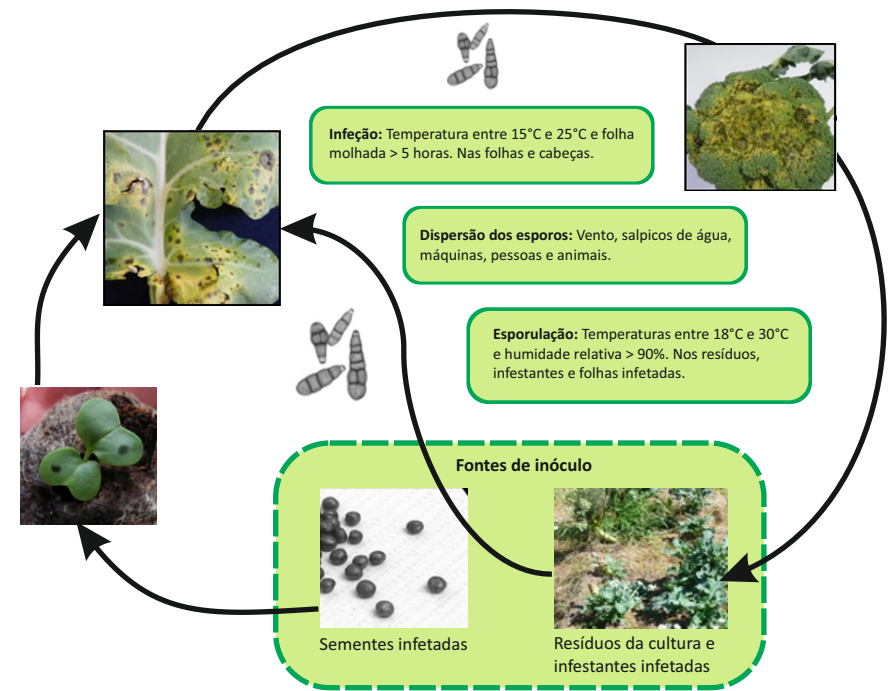 Infeção: Temperatura entre 15°C e 25°C e folha
molhada > 5 horas. Nas folhas e cabeças.
Dispersão dos esporos: Vento, salpicos de água,
máquinas, pessoas e animais.
Esporulação: Temperaturas entre 18°C e 30°C
e humidade relativa > 90%. Nos resíduos,
infestantes e folhas infetadas.
Fontes de inóculo
Sementes infetadas
Resíduos da cultura e
infestantes infetadas